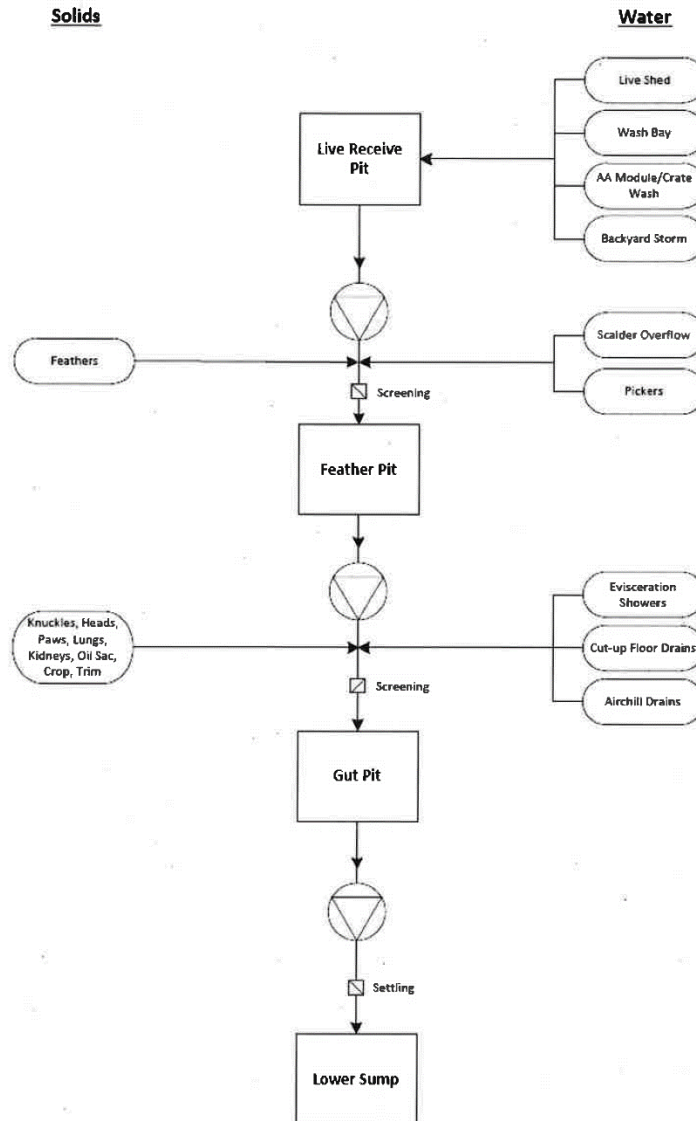 Solids
Water
Live Shed
Wash Bay
Live Receive
Pit
AA Module/Crate
Wash
Backyard Storm
Scalder Overflow
Feathers
Screening
Pickers
Feather Pit
Evisceration
Showers
Knuckles, Heads,
Paws, Lungs,
Kidneys, Oil Sac,
Crop, Trim
Cut-up Floor Drains
Screening
Airchill Drains
Gut Pit
Settling
Lower Sump